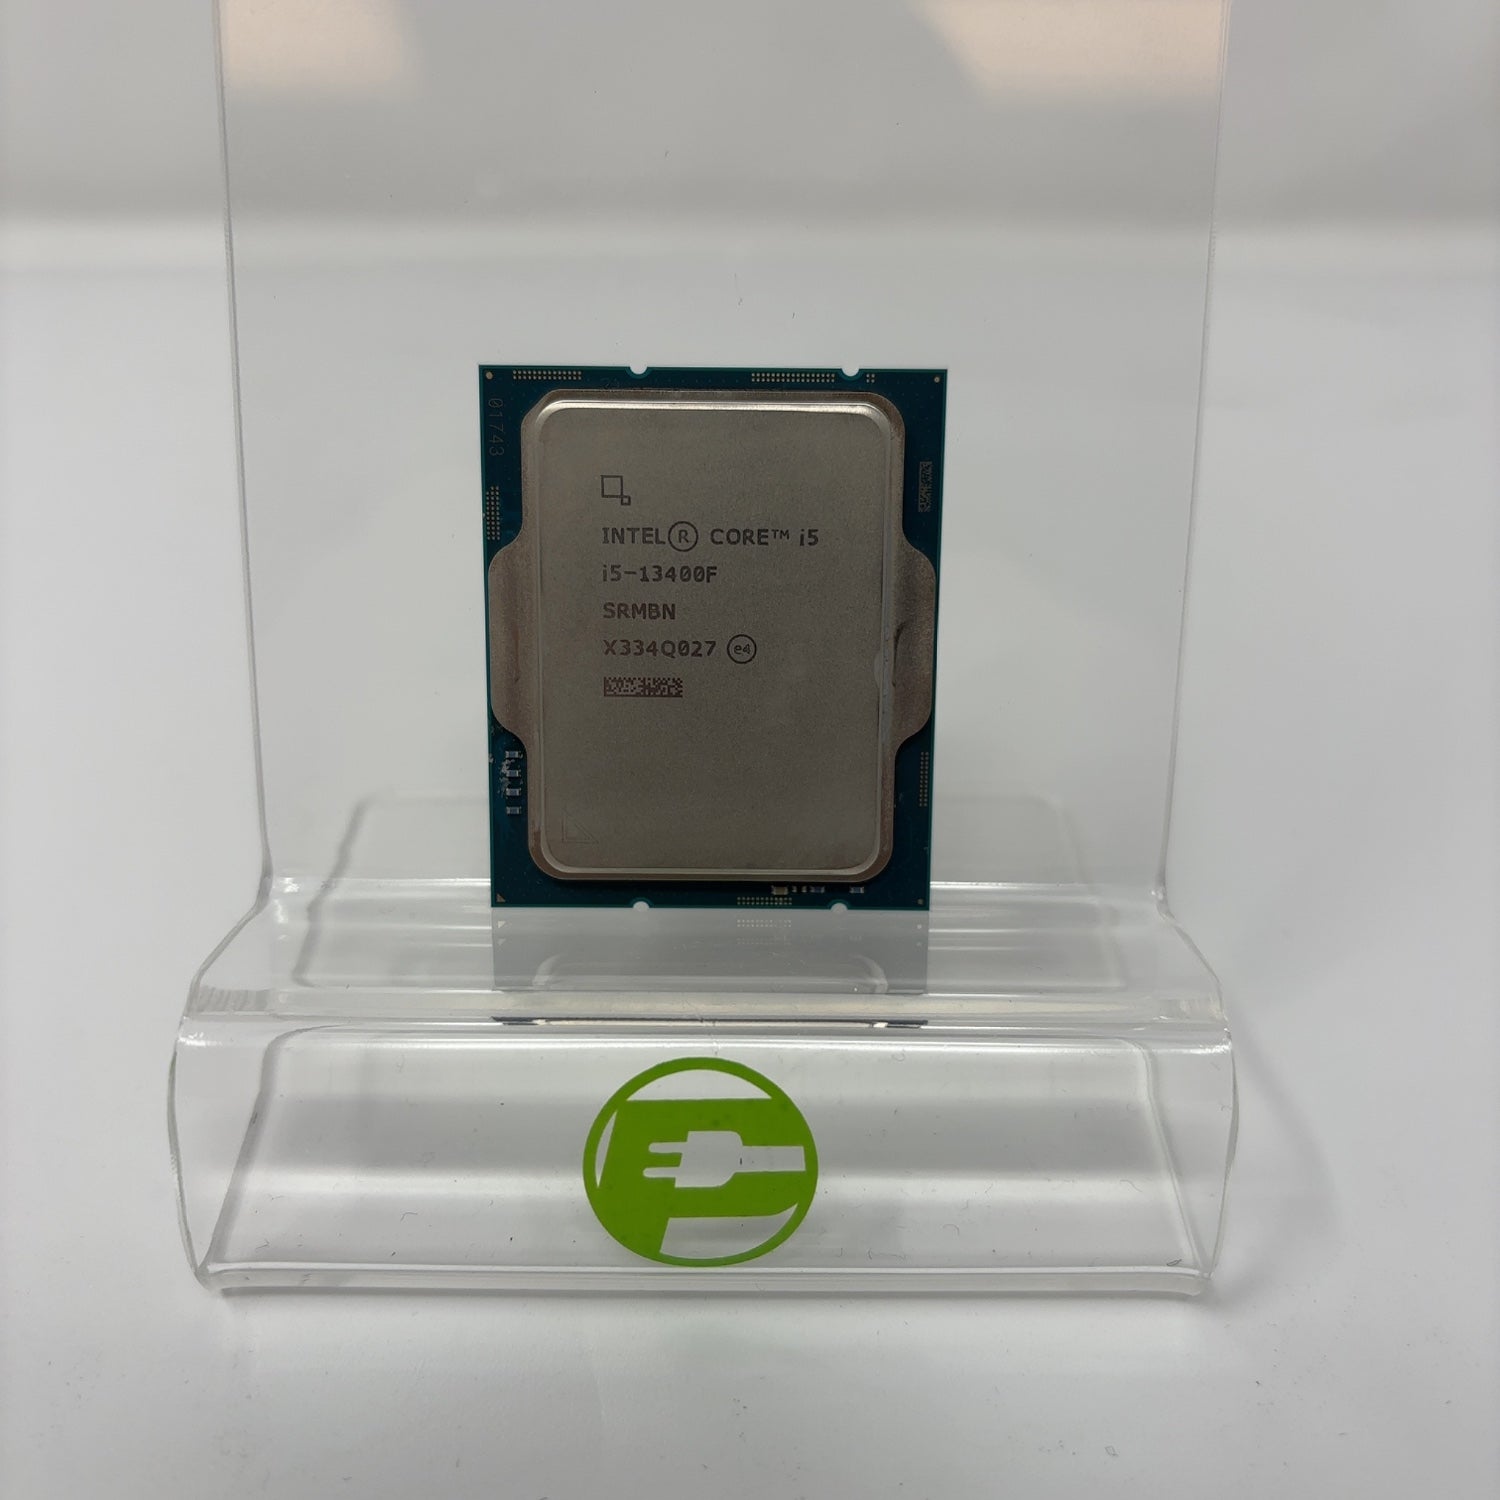 INTEL® CORE™ i5
i5-13400F
SRMBN
X334Q027 e4
01743